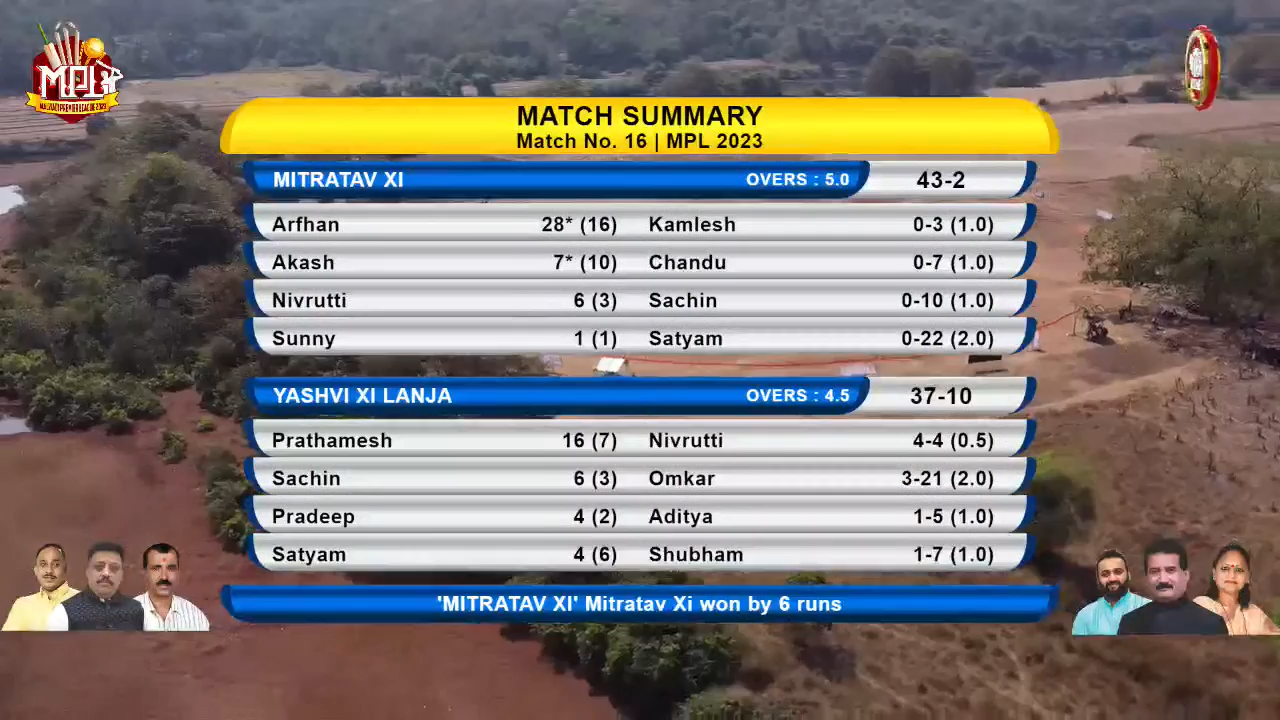 MPL
MATCH SUMMARY
Match No. 16 | MPL 2023
MITRATAV XI OVERS : 5.0 43-2
Arfhan 28* (16) Kamlesh 0-3 (1.0)
Akash 7* (10) Chandu 0-7 (1.0)
Nivrutti 6 (3) Sachin 0-10 (1.0)
Sunny 1 (1) Satyam 0-22 (2.0)
YASHVI XI LANJA OVERS : 4.5 37-10
Prathamesh 16 (7) Nivrutti 4-4 (0.5)
Sachin 6 (3) Omkar 3-21 (2.0)
Pradeep 4 (2) Aditya 1-5 (1.0)
Satyam 4 (6) Shubham 1-7 (1.0)
'MITRATAV XI' Mitratav Xi won by 6 runs